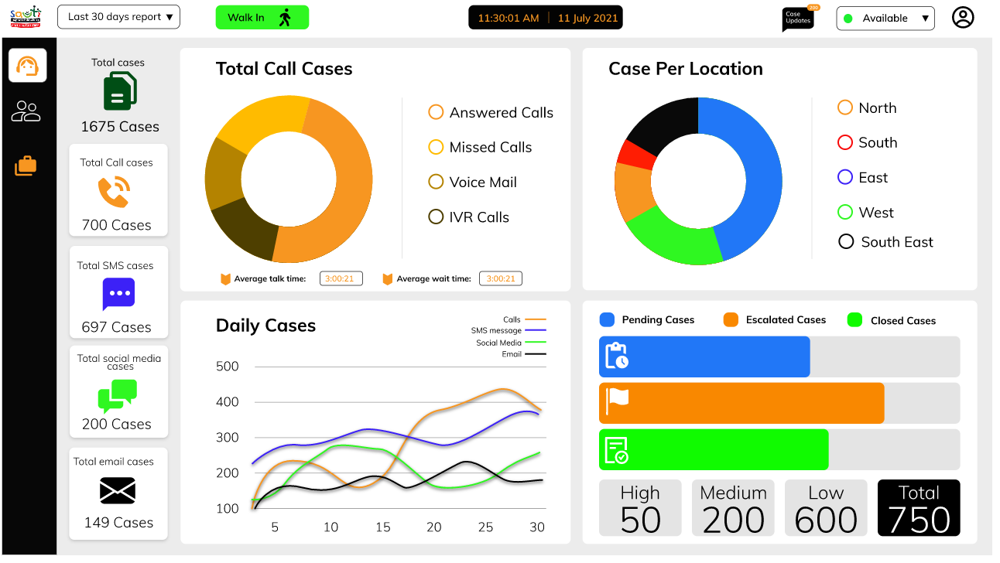 sauti
Last 30 days report
Walk In
11:30:01 AM | 11 July 2021
Case
Updates
200
Available
Total cases
1675 Cases
Total Call cases
700 Cases
Total SMS cases
697 Cases
Total social media
cases
200 Cases
Total email cases
149 Cases
Total Call Cases
Answered Calls
Missed Calls
Voice Mail
IVR Calls
Average talk time: 3:00:21
Average wait time: 3:00:21
Case Per Location
North
South
East
West
South East
Daily Cases
Calls
SMS message
Social Media
Email
500
400
300
200
100
5 10 15 20 25 30
Pending Cases
Escalated Cases
Closed Cases
High
50
Medium
200
Low
600
Total
750